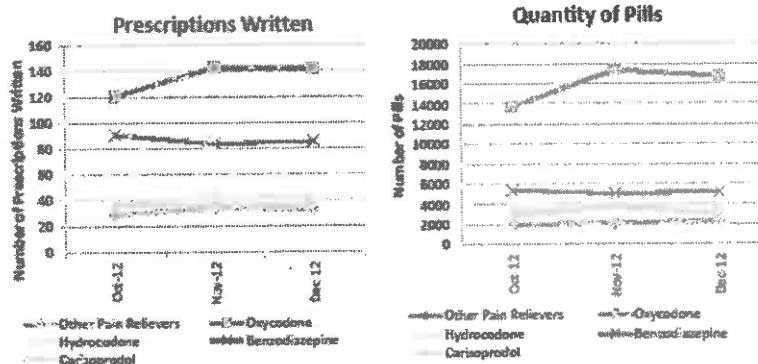 Prescriptions Written
Number of Prescriptions Written
160
140
120
100
80
60
40
20
0
Oct-12
Nov-12
Dec 12
Other Pain Relievers
Oxycodone
Hydrocodone
Benzodiazepine
Carisoprodol
Quantity of Pills
Number of Pills
20000
18000
16000
14000
12000
10000
8000
6000
4000
2000
0
Oct-12
Nov-12
Dec-12
Other Pain Relievers
Oxycodone
Hydrocodone
Benzodiazepine
Carisoprodol